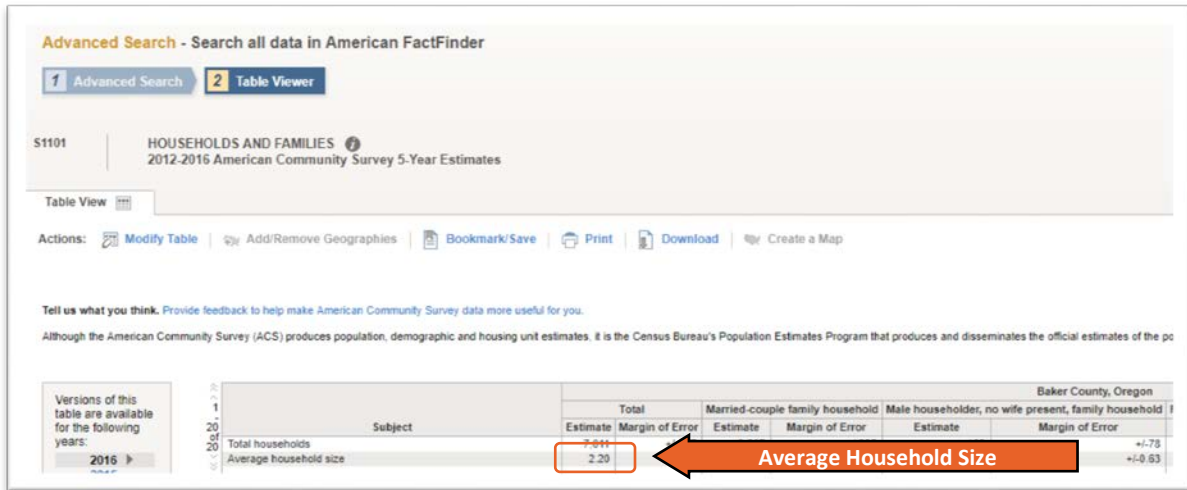 Advanced Search - Search all data in American FactFinder
1 Advanced Search 2 Table Viewer
S1101 HOUSEHOLDS AND FAMILIES
2012-2016 American Community Survey 5-Year Estimates
Table View
Actions: Modify Table Add/Remove Geographies Bookmark/Save Print Download Create a Map
Tell us what you think. Provide feedback to help make American Community Survey data more useful for you.
Although the American Community Survey (ACS) produces population, demographic and housing unit estimates, it is the Census Bureau's Population Estimates Program that produces and disseminates the official estimates of the
Versions of this
table are available
for the following
years:
2016
1
-
20
of
20
Baker County, Oregon
Total Married-couple family household Male householder, no wife present, family household
Subject Estimate Margin of Error Estimate Margin of Error Estimate Margin of Error
Total households +/-78
Average household size 2.20 +/-0.63
Average Household Size